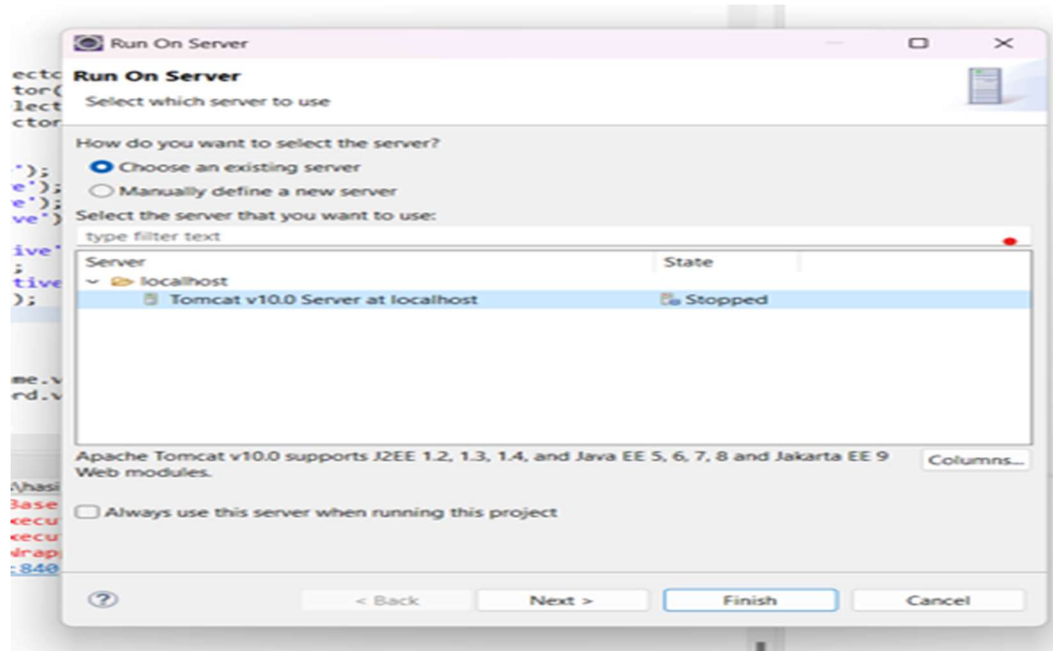 Run On Server
Run On Server
Select which server to use
How do you want to select the server?
Choose an existing server
Manually define a new server
Select the server that you want to use:
type filter text
Server State
localhost
Tomcat v10.0 Server at localhost Stopped
Apache Tomcat v10.0 supports J2EE 1.2, 1.3, 1.4, and Java EE 5, 6, 7, 8 and Jakarta EE 9
Web modules.
Columns...
Always use this server when running this project
< Back Next > Finish Cancel